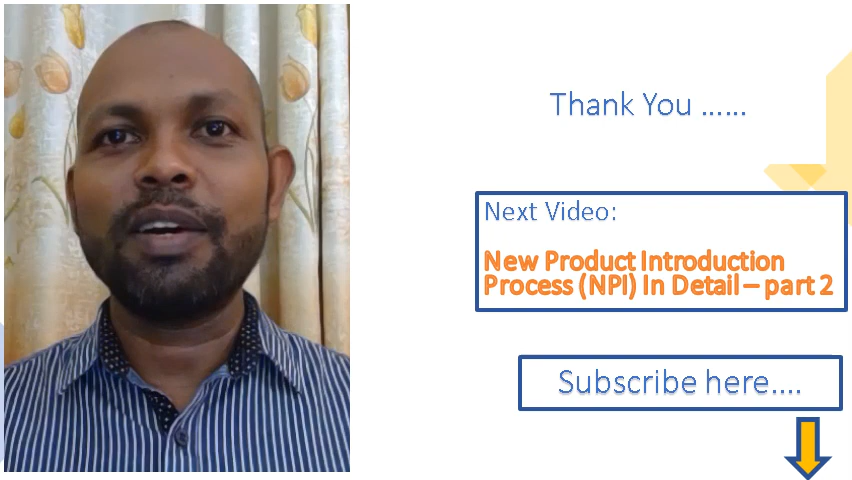 Thank You ......
Next Video:
New Product Introduction
Process (NPI) In Detail – part 2
Subscribe here....